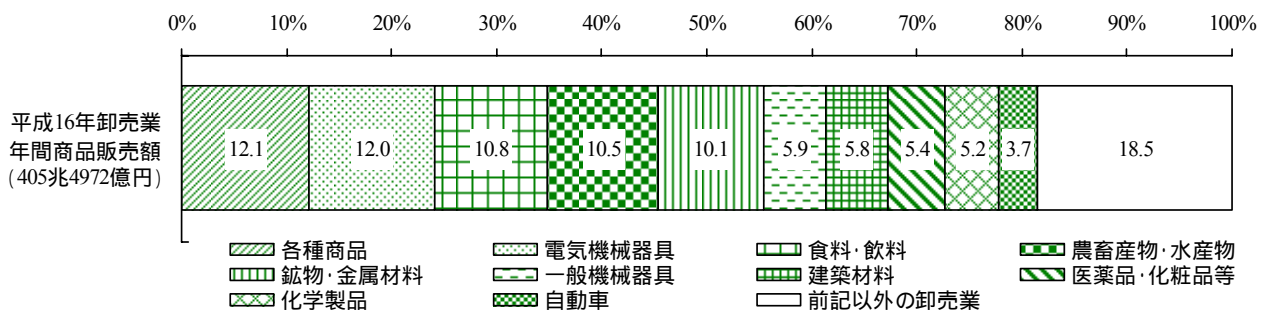 0% 10% 20% 30% 40% 50% 60% 70% 80% 90% 100%
平成16年卸売業
年間商品販売額
(405兆4972億円)
12.1 12.0 10.8 10.5 10.1 5.9 5.8 5.4 5.2 3.7 18.5
各種商品 電気機械器具 食料・飲料 農畜産物・水産物
鉱物・金属材料 一般機械器具 建築材料 医薬品・化粧品等
化学製品 自動車 前記以外の卸売業